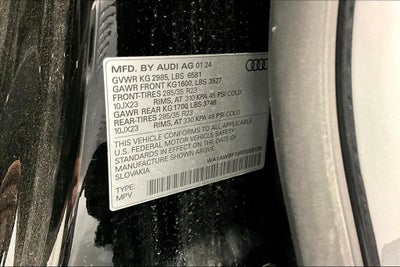 MFD. BY AUDI AG 01 24
GVWR KG 2985, LBS 6581
GAWR FRONT KG1600, LBS 3527
FRONT-TIRES 285/35 R23
10JX23 RIMS, AT 310 KPA 45 PSI COLD
GAWR REAR KG1700, LBS 3748
REAR-TIRES 285/35 R23
10JX23 RIMS, AT 330 KPA 48 PSI COLD
THIS VEHICLE CONFORMS TO ALL APPLICABLE
U.S. FEDERAL MOTOR VEHICLE SAFETY
STANDARDS IN EFFECT ON THE DATE OF
MANUFACTURE SHOWN ABOVE.
SLOVAKIA
TYPE:
MPV